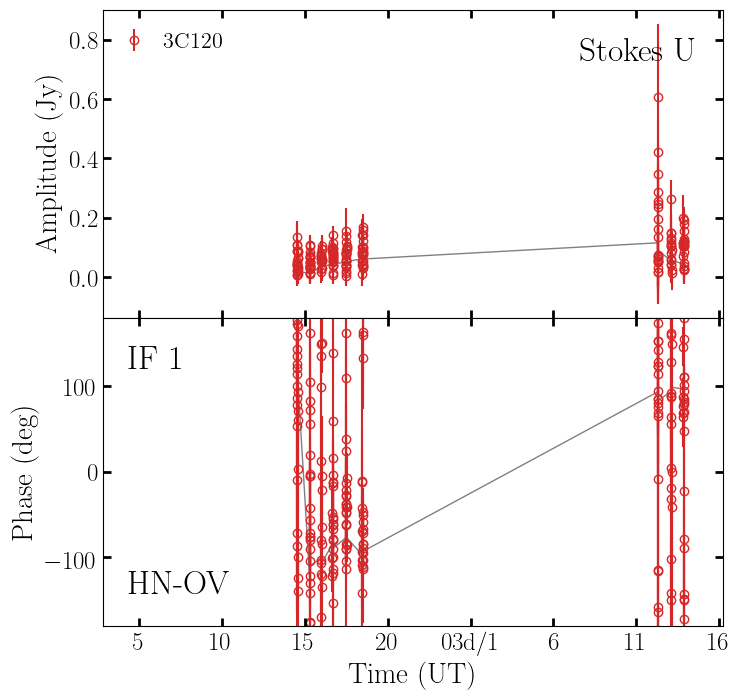 3C120
Stokes U
0.8
0.6
0.4
0.2
0.0
Amplitude (Jy)
IF 1
HN-OV
100
0
−100
Phase (deg)
5 10 15 20 03d/1 6 11 16
Time (UT)